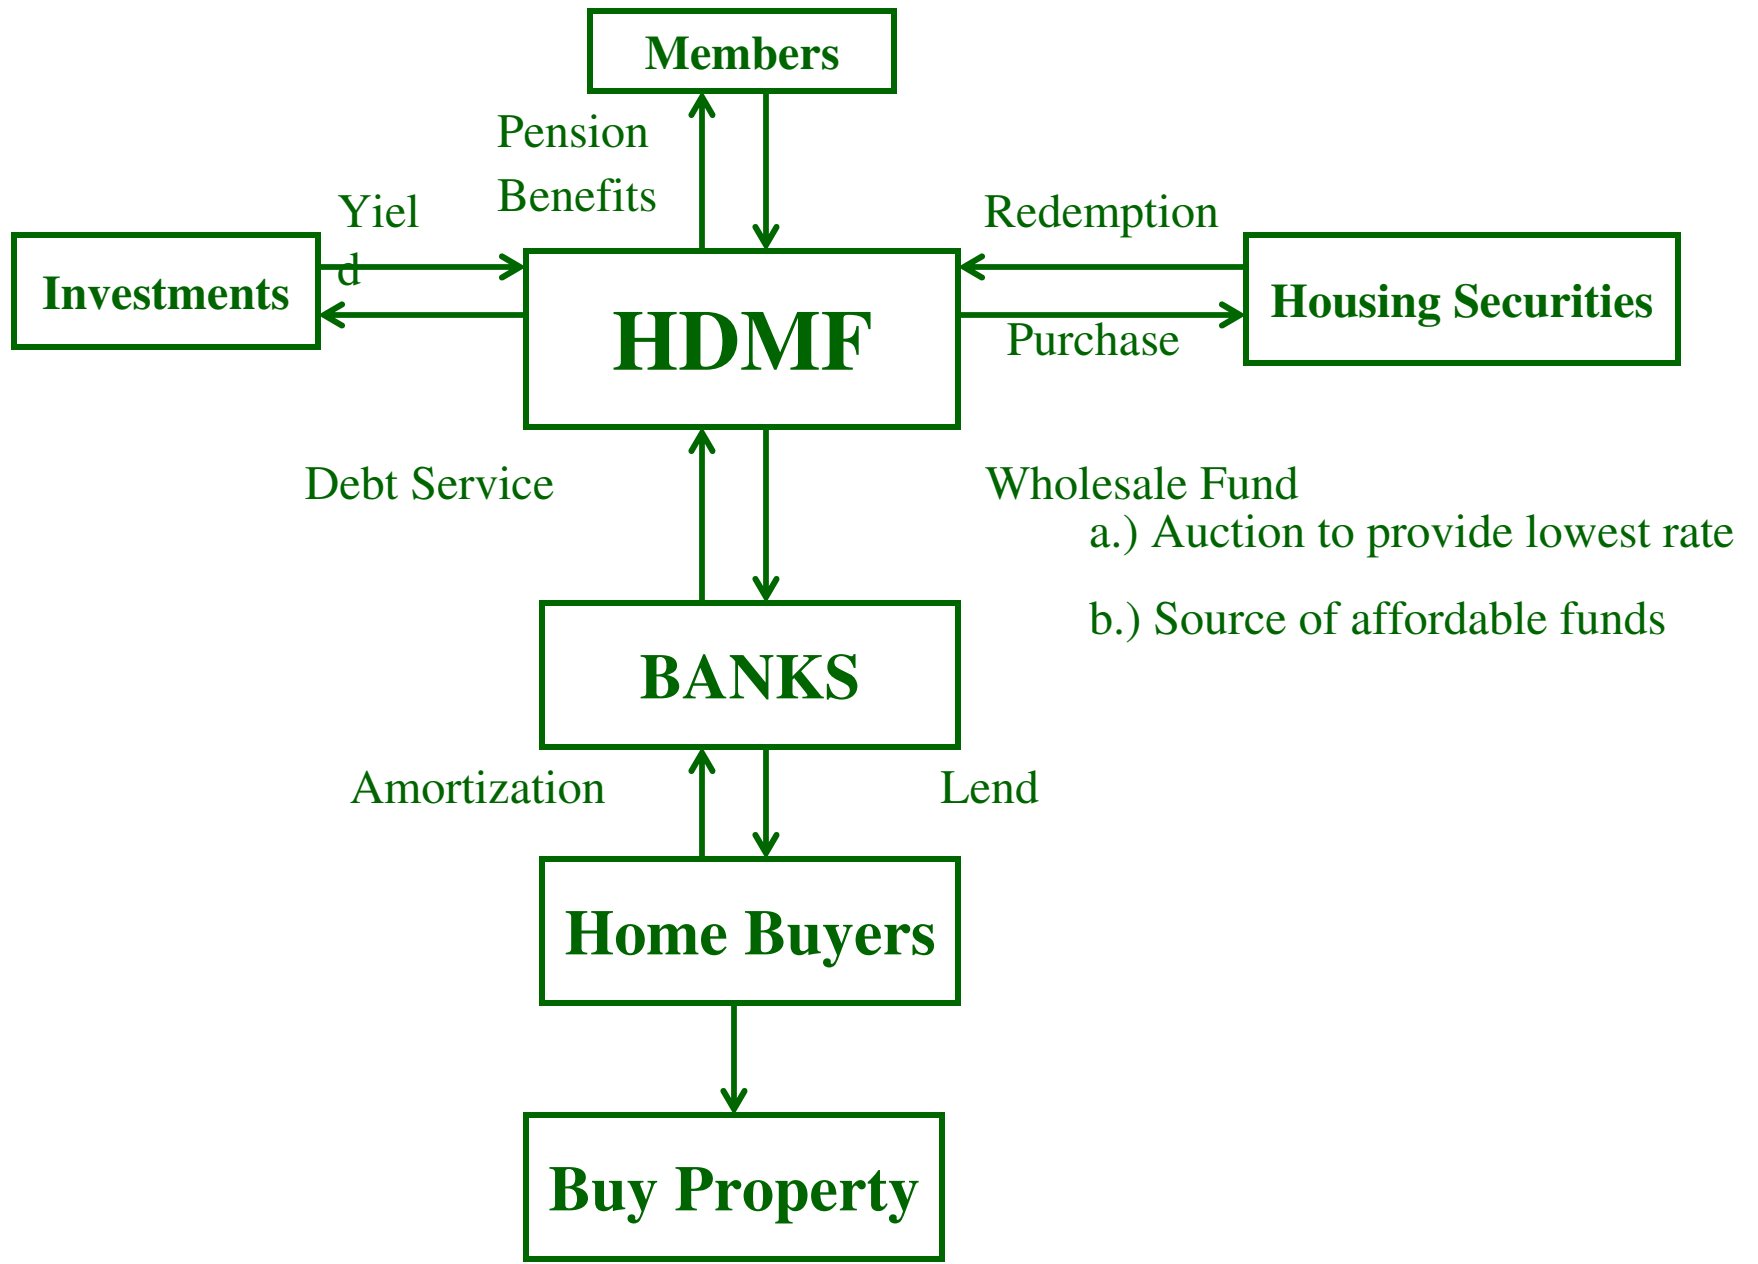 Members
Pension
Benefits
Yiel
d
Redemption
Investments
HDMF
Housing Securities
Purchase
Debt Service
Wholesale Fund
a.) Auction to provide lowest rate
b.) Source of affordable funds
BANKS
Amortization
Lend
Home Buyers
Buy Property